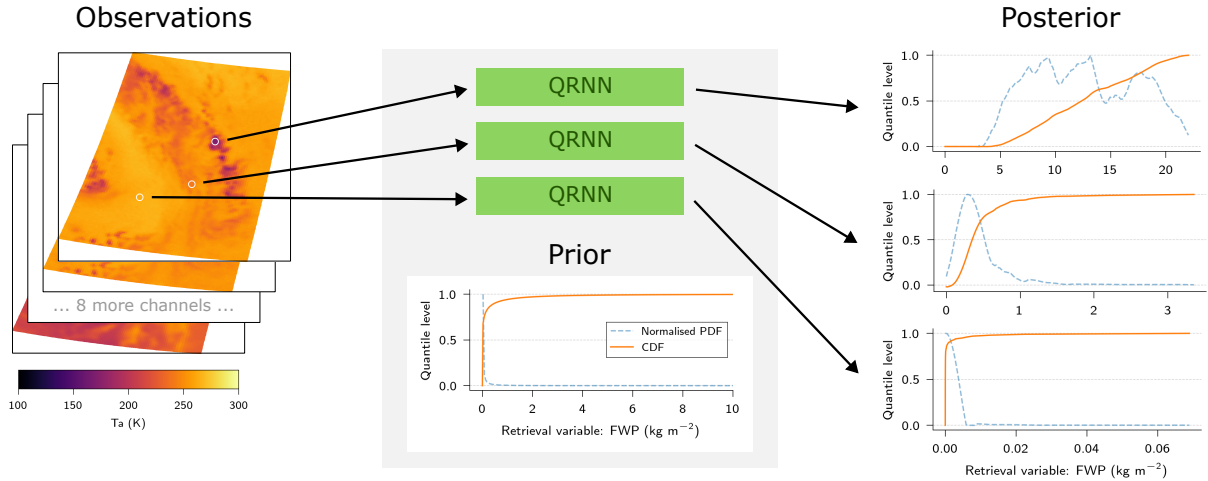 Observations
Posterior
QRNN
QRNN
QRNN
Prior
... 8 more channels ...
100 150 200 250 300
Ta (K)
Quantile level
1.0
0.5
0.0
Normalised PDF
CDF
0 2 4 6 8 10
Retrieval variable: FWP (kg m⁻²)
Quantile level
1.0
0.5
0.0
0 5 10 15 20
Quantile level
1.0
0.5
0.0
0 1 2 3
Quantile level
1.0
0.5
0.0
0.00 0.02 0.04 0.06
Retrieval variable: FWP (kg m⁻²)